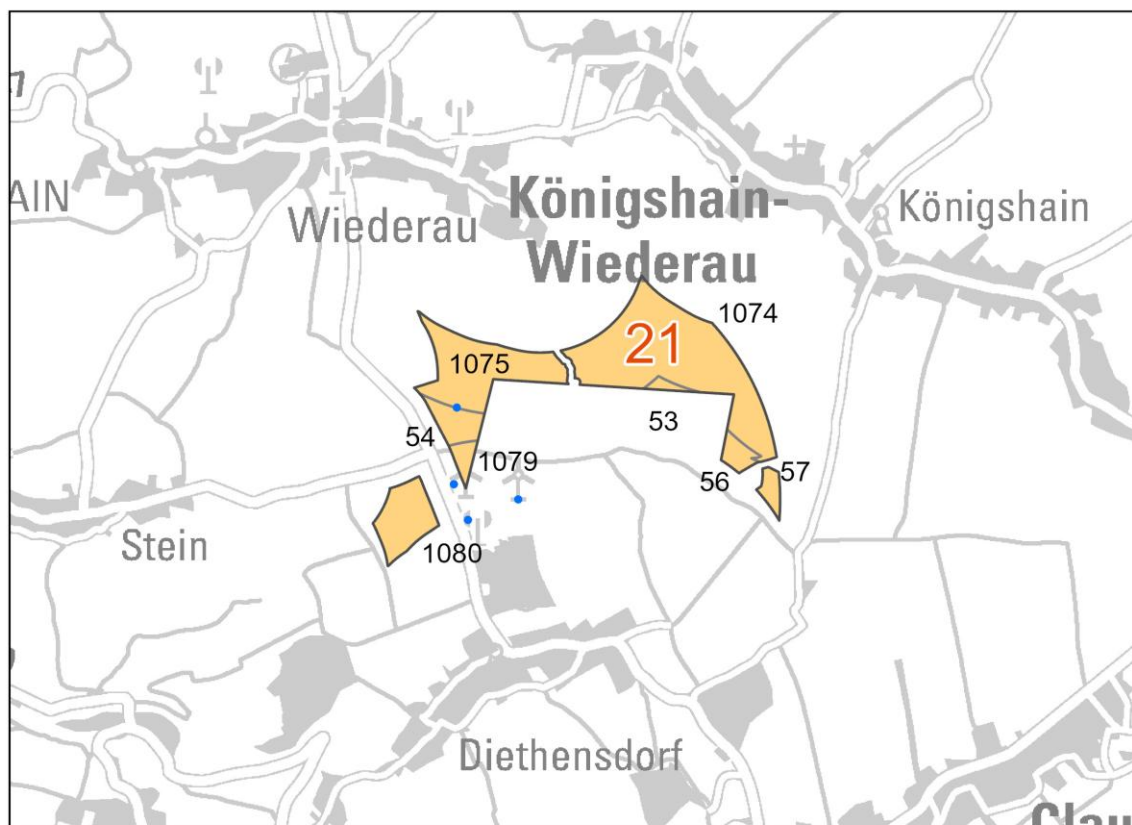 AIN
Wiederau
Königshain-
Wiederau
Königshain
1074
21
1075
53
54
1079
56
57
Stein
1080
Diethensdorf